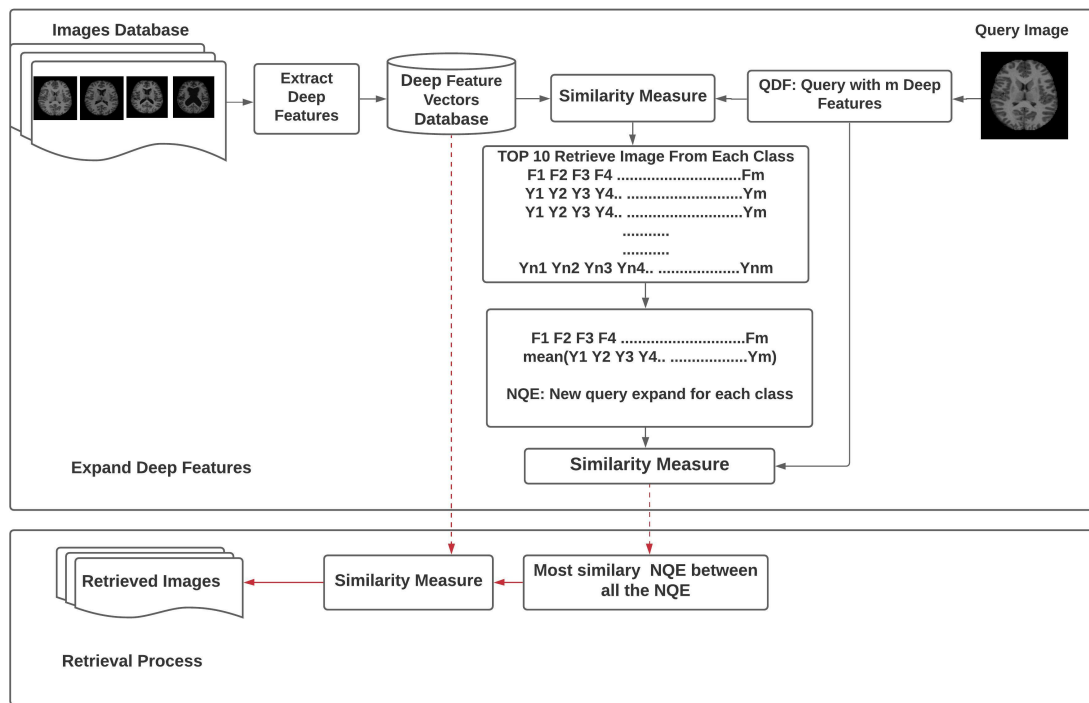 Images Database
Query Image
Extract
Deep
Features
Deep Feature
Vectors
Database
Similarity Measure
QDF: Query with m Deep
Features
TOP 10 Retrieve Image From Each Class
F1 F2 F3 F4 ...............................Fm
Y1 Y2 Y3 Y4.. ............................Ym
Y1 Y2 Y3 Y4.. ............................Ym
...........
...........
Yn1 Yn2 Yn3 Yn4.. ...................Ynm
F1 F2 F3 F4 ..............................Fm
mean(Y1 Y2 Y3 Y4.. ...................Ym)
NQE: New query expand for each class
Similarity Measure
Expand Deep Features
Retrieved Images
Similarity Measure
Most similary NQE between
all the NQE
Retrieval Process